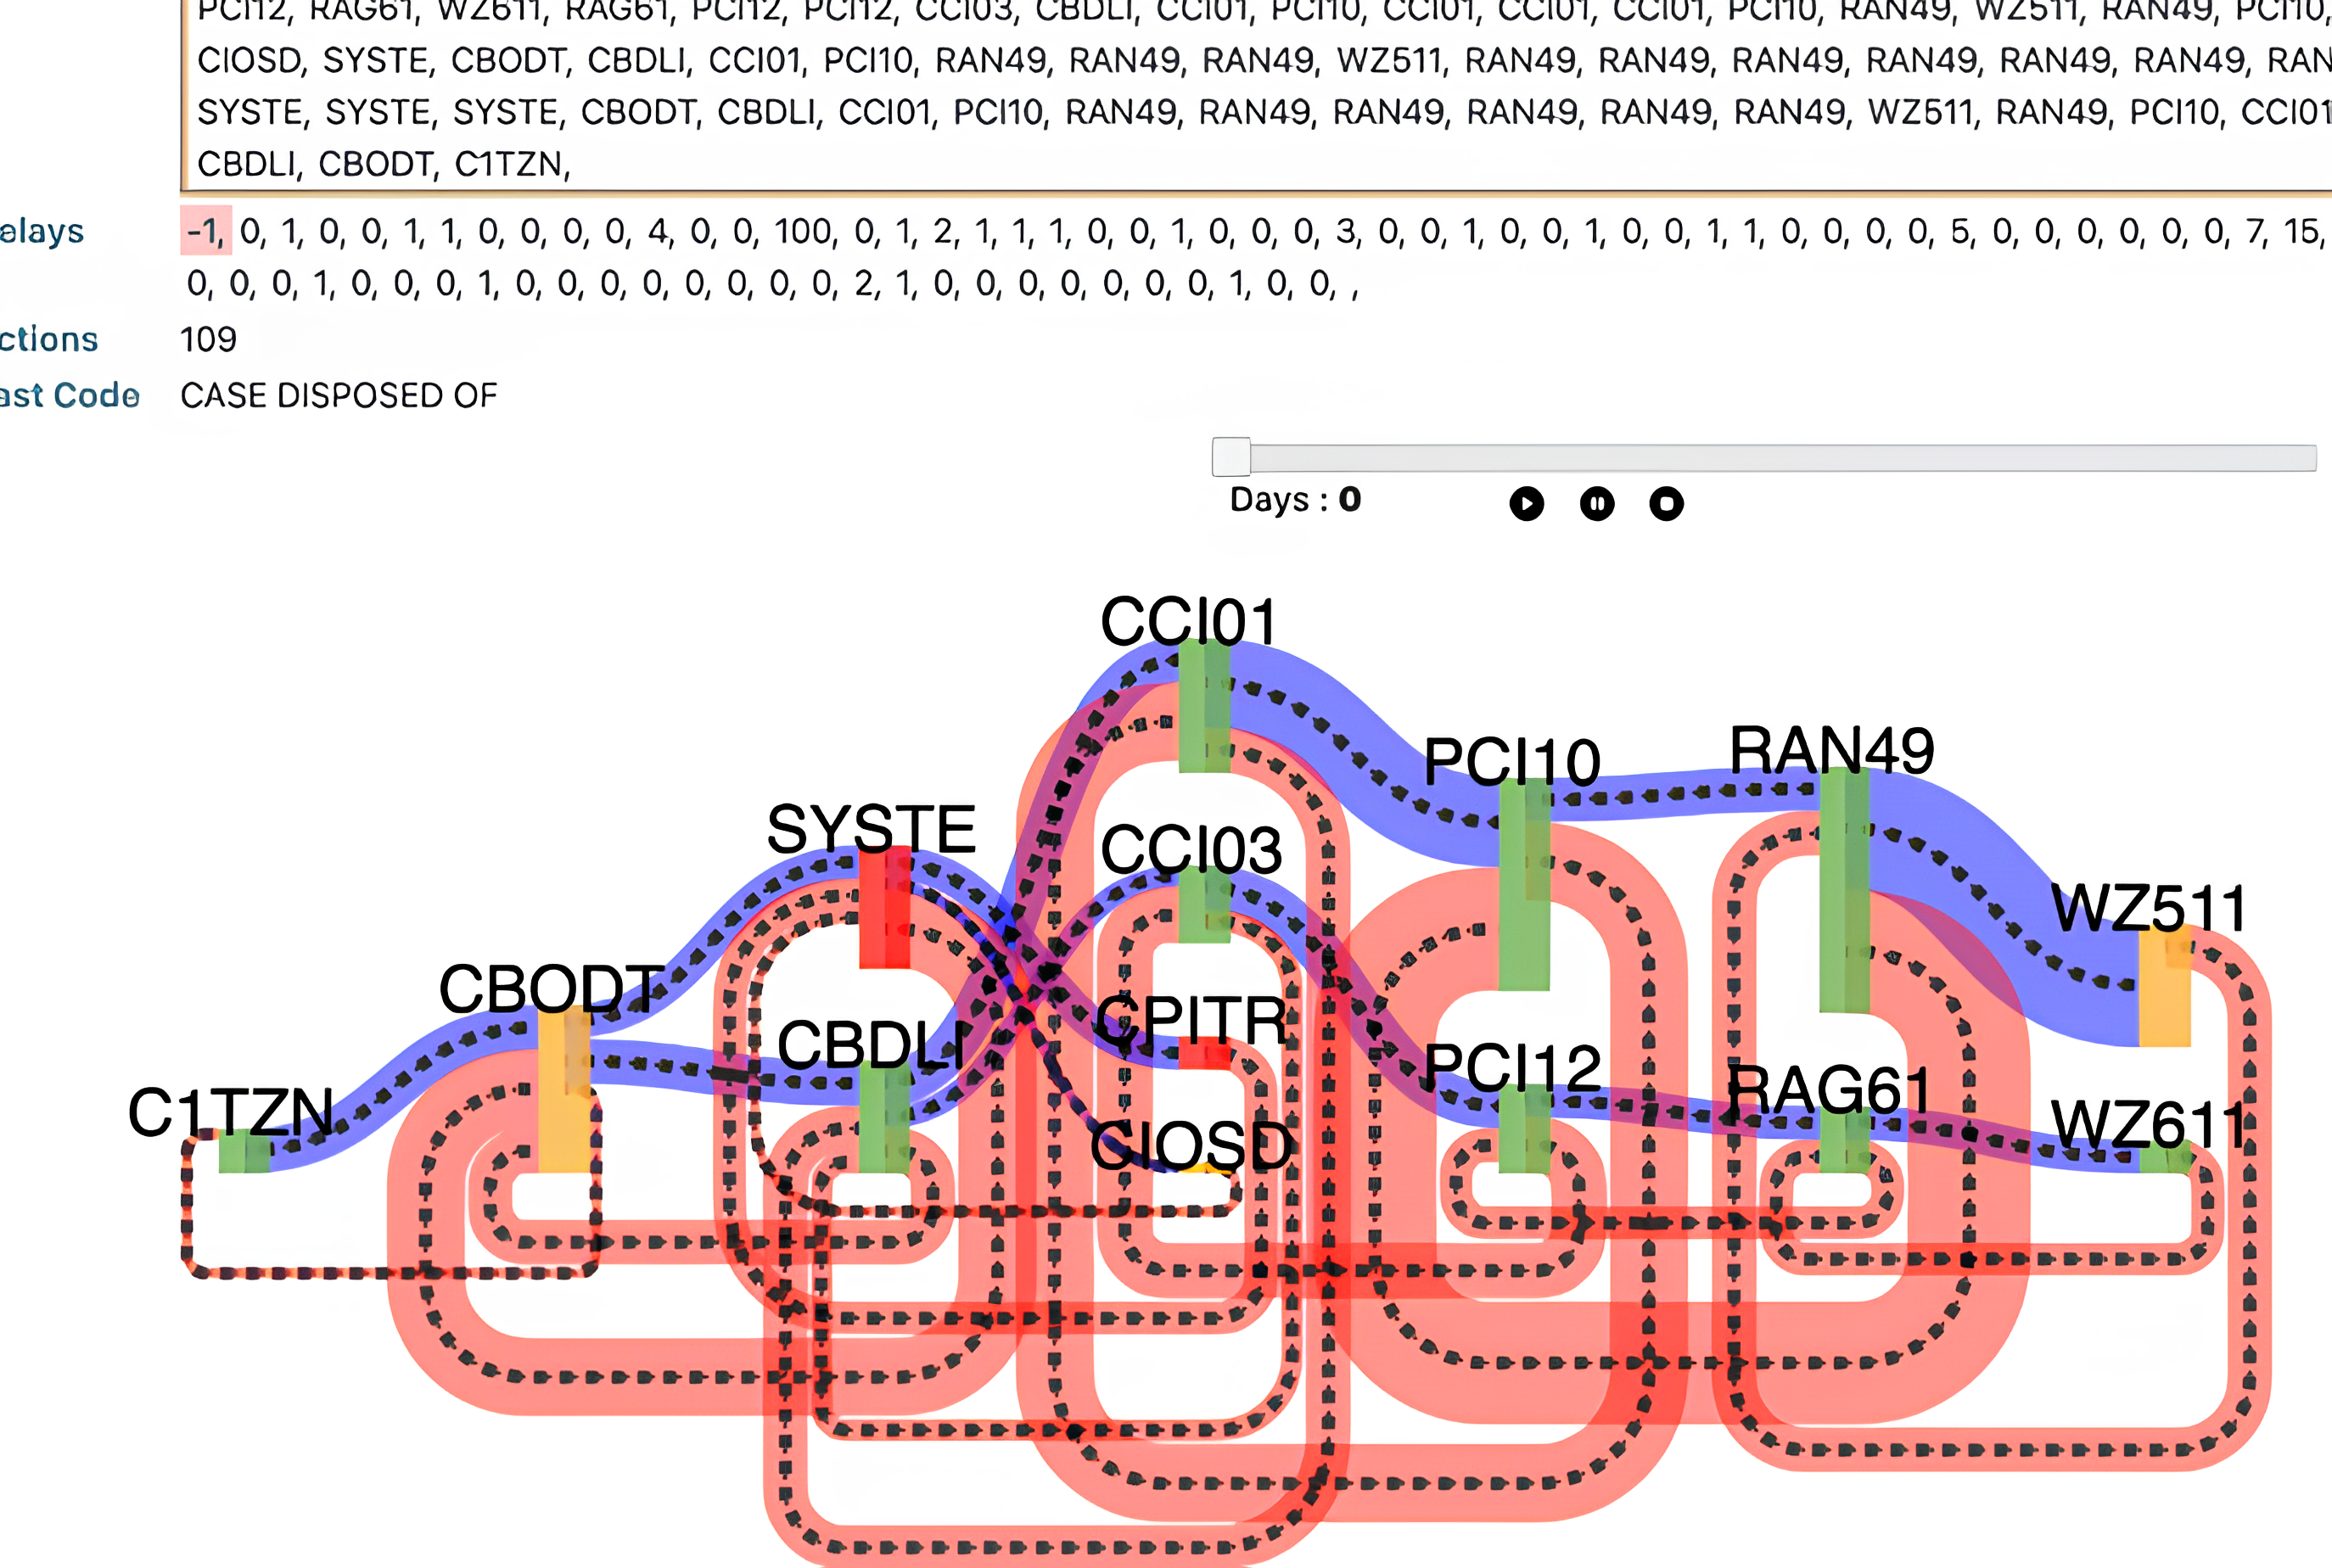 PCI12, RAG61, WZ611, RAG61, PCI12, PCI12, CCI03, CBDLI, CCI01, PCI10, CCI01, CCI01, CCI01, PCI10, RAN49, WZ511, RAN49, PCI10,
CIOSD, SYSTE, CBODT, CBDLI, CCI01, PCI10, RAN49, RAN49, RAN49, WZ511, RAN49, RAN49, RAN49, RAN49, RAN49, RAN49, RAN
SYSTE, SYSTE, SYSTE, CBODT, CBDLI, CCI01, PCI10, RAN49, RAN49, RAN49, RAN49, RAN49, RAN49, WZ511, RAN49, PCI10, CCI01
CBDLI, CBODT, C1TZN,
elays -1, 0, 1, 0, 0, 1, 1, 0, 0, 0, 0, 4, 0, 0, 100, 0, 1, 2, 1, 1, 1, 0, 0, 1, 0, 0, 0, 3, 0, 0, 1, 0, 0, 1, 0, 0, 1, 1, 0, 0, 0, 0, 5, 0, 0, 0, 0, 0, 0, 7, 15,
0, 0, 0, 1, 0, 0, 0, 1, 0, 0, 0, 0, 0, 0, 0, 0, 2, 1, 0, 0, 0, 0, 0, 0, 0, 1, 0, 0, ,
ctions 109
ast Code CASE DISPOSED OF
Days : 0
CCI01
PCI10
RAN49
SYSTE
CCI03
WZ511
CBODT
CPITR
CBDLI
PCI12
RAG61
C1TZN
CIOSD
WZ611